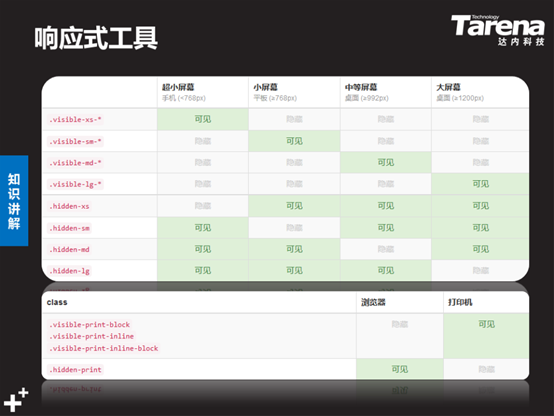 响应式工具
Technology
Tarena
达内科技
知识讲解
超小屏幕 小屏幕 中等屏幕 大屏幕
手机 (<768px) 平板 (≥768px) 桌面 (≥992px) 桌面 (≥1200px)
.visible-xs-* 可见 隐藏 隐藏 隐藏
.visible-sm-* 隐藏 可见 隐藏 隐藏
.visible-md-* 隐藏 隐藏 可见 隐藏
.visible-lg-* 隐藏 隐藏 隐藏 可见
.hidden-xs 隐藏 可见 可见 可见
.hidden-sm 可见 隐藏 可见 可见
.hidden-md 可见 可见 隐藏 可见
.hidden-lg 可见 可见 可见 隐藏
class 浏览器 打印机
.visible-print-block 隐藏 可见
.visible-print-inline
.visible-print-inline-block
.hidden-print 可见 隐藏